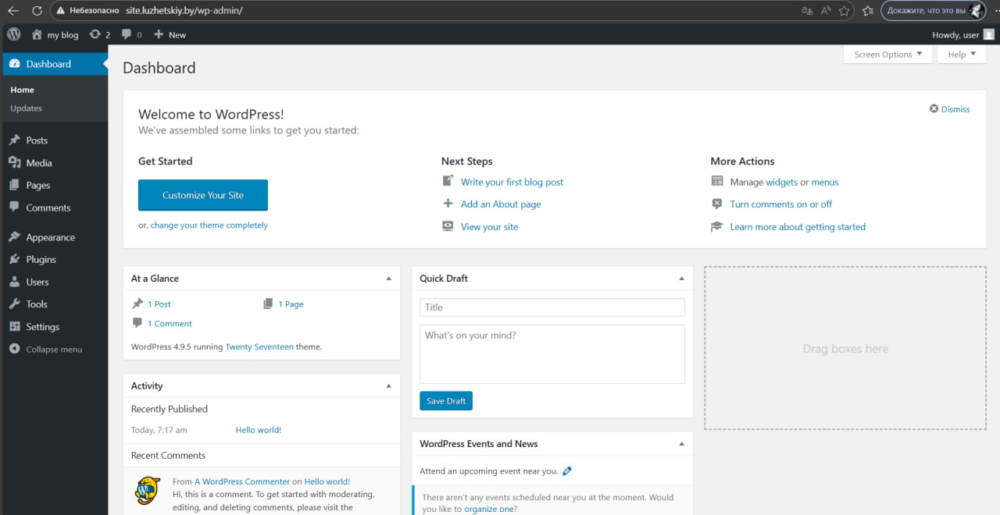 Небезопасно site.luzhetskiy.by/wp-admin/ Докажите, что это вы
my blog 2 0 New Howdy, user
Dashboard
Home
Updates
Posts
Media
Pages
Comments
Appearance
Plugins
Users
Tools
Settings
Collapse menu
Screen Options Help
Dashboard
Welcome to WordPress!
We've assembled some links to get you started:
Dismiss
Get Started
Customize Your Site
or, change your theme completely
Next Steps
Write your first blog post
Add an About page
View your site
More Actions
Manage widgets or menus
Turn comments on or off
Learn more about getting started
At a Glance
1 Post 1 Page
1 Comment
WordPress 4.9.5 running Twenty Seventeen theme.
Activity
Recently Published
Today, 7:17 am Hello world!
Recent Comments
From A WordPress Commenter on Hello world!
Hi, this is a comment. To get started with moderating,
editing, and deleting comments, please visit the
Quick Draft
Title
What's on your mind?
Save Draft
WordPress Events and News
Attend an upcoming event near you.
There aren't any events scheduled near you at the moment. Would
you like to organize one?
Drag boxes here